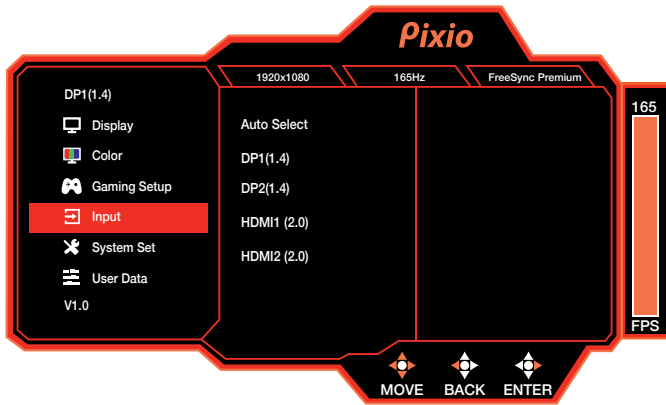 Pixio
1920x1080
165Hz
FreeSync Premium
DP1(1.4)
Display
Color
Gaming Setup
Input
System Set
User Data
V1.0
Auto Select
DP1(1.4)
DP2(1.4)
HDMI1 (2.0)
HDMI2 (2.0)
165
FPS
MOVE
BACK
ENTER